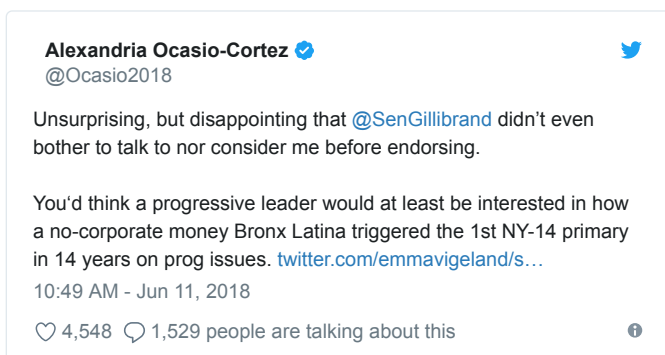 Alexandria Ocasio-Cortez
@Ocasio2018
Unsurprising, but disappointing that @SenGillibrand didn’t even
bother to talk to nor consider me before endorsing.
You‘d think a progressive leader would at least be interested in how
a no-corporate money Bronx Latina triggered the 1st NY-14 primary
in 14 years on prog issues. twitter.com/emmavigeland/s…
10:49 AM - Jun 11, 2018
4,548 1,529 people are talking about this